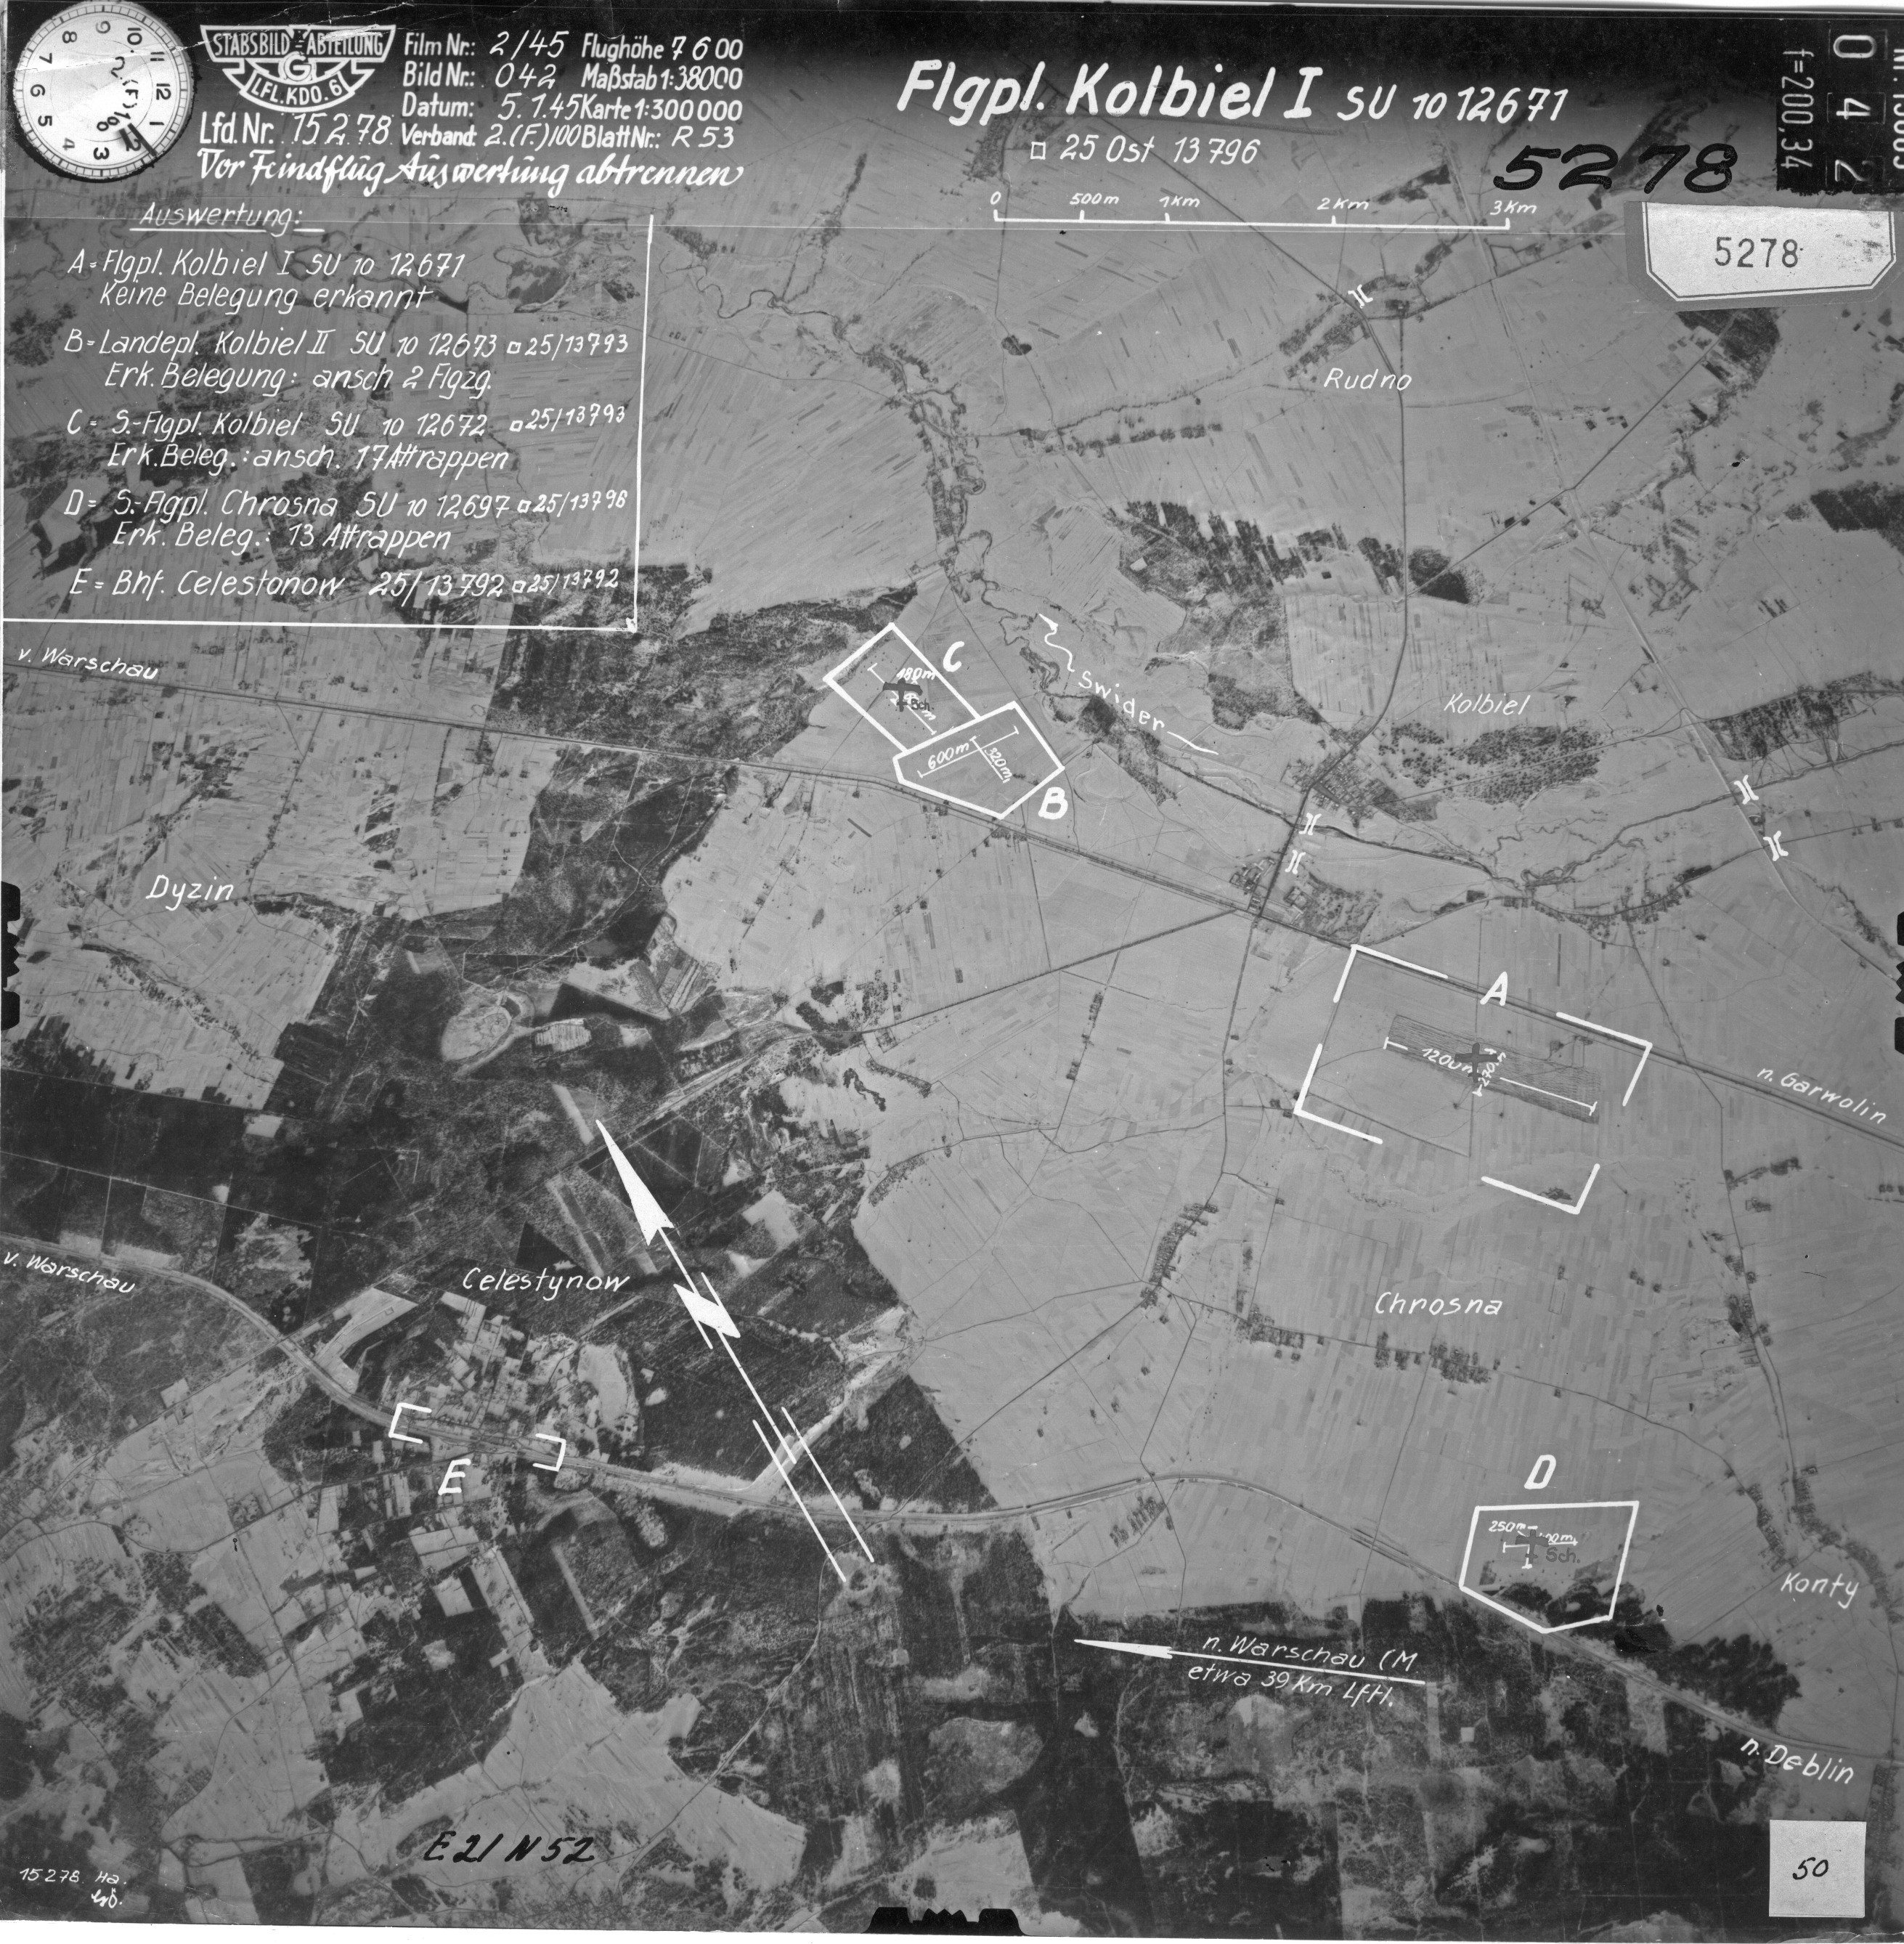 STABSBILD-ABTEILUNG
G
LFL.KDO.6
Film Nr.: 2/45 Flughöhe 7600
Bild Nr.: 042 Maßstab 1:38000
Datum: 5.1.45 Karte 1:300000
Lfd.Nr. 15278 Verband: 2.(F.)100 Blatt Nr.: R 53
Vor Feindflug Auswertung abtrennen
Flgpl. Kolbiel I SU 10 12671
□ 25 Ost 13796
5278
0 500m 1Km 2Km 3Km
f=200,34
042
5278
Auswertung:
A = Flgpl. Kolbiel I SU 10 12671
Keine Belegung erkannt
B = Landepl. Kolbiel II SU 10 12673 □ 25/13793
Erk. Belegung: ansch 2 Flgzg.
C = S.-Flgpl. Kolbiel SU 10 12672 □ 25/13793
Erk.Beleg.: ansch. 17 Attrappen
D = S.-Flgpl. Chrosna SU 10 12697 □ 25/13796
Erk. Beleg.: 13 Attrappen
E = Bhf. Celestonow 25/13792 □ 25/13792
Rudno
v. Warschau
C
480m
Sch.
Swider
Kolbiel
600m
320m
B
Dyzin
A
1200m
270m
n. Garwolin
v. Warschau
Celestynow
Chrosna
E
D
250m
Sch.
Konty
n. Warschau (M
etwa 39 Km Lftl.
n. Deblin
E 21 N 52
15278 Ha.
50